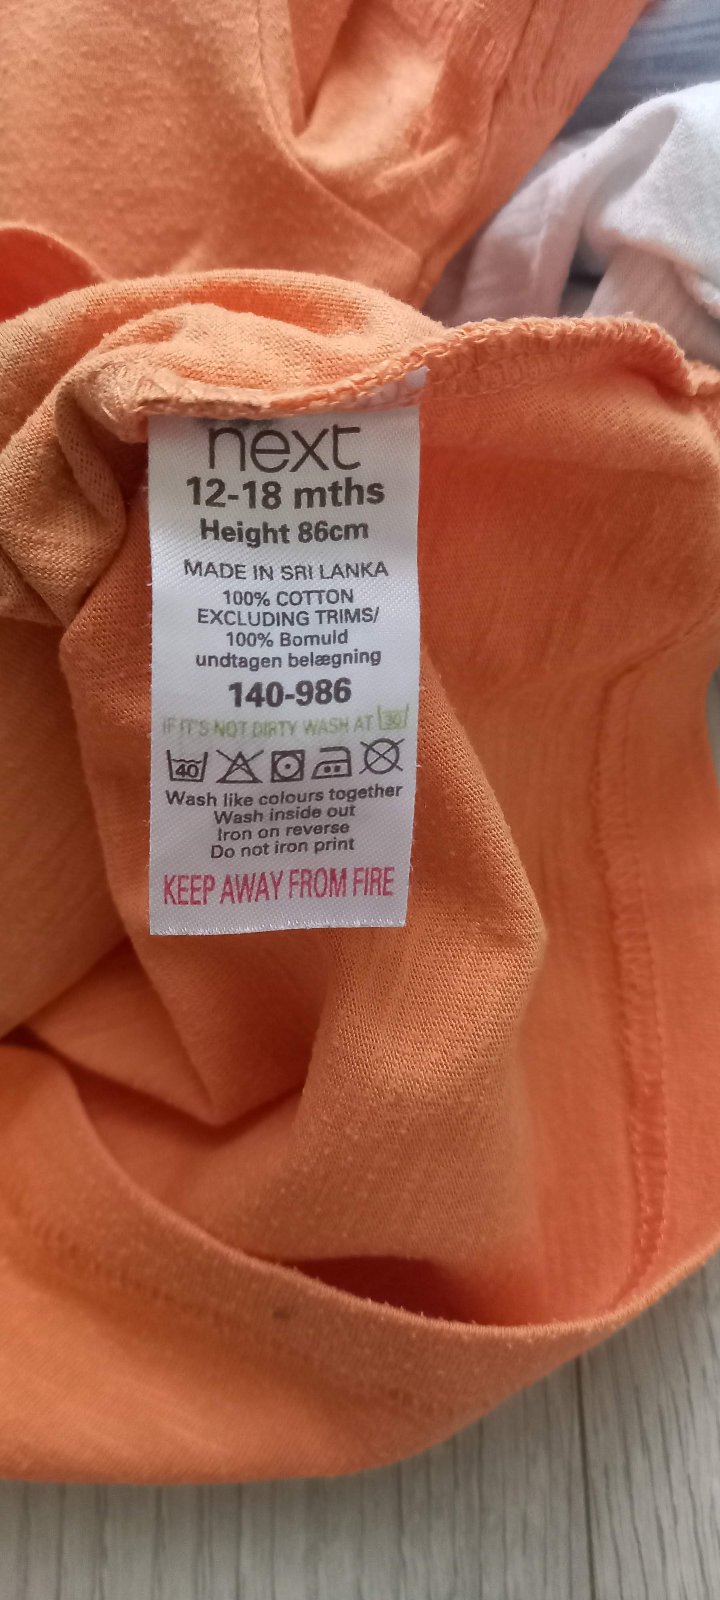 next
12-18 mths
Height 86cm
MADE IN SRI LANKA
100% COTTON
EXCLUDING TRIMS/
100% Bomuld
undtagen belægning
140-986
IF IT'S NOT DIRTY WASH AT 30
40
Wash like colours together
Wash inside out
Iron on reverse
Do not iron print
KEEP AWAY FROM FIRE